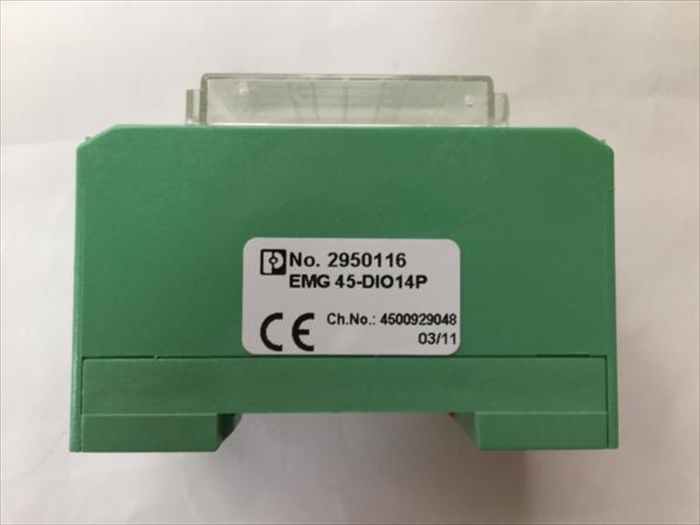 No. 2950116
EMG 45-DIO14P
CE
Ch.No.: 4500929048
03/11